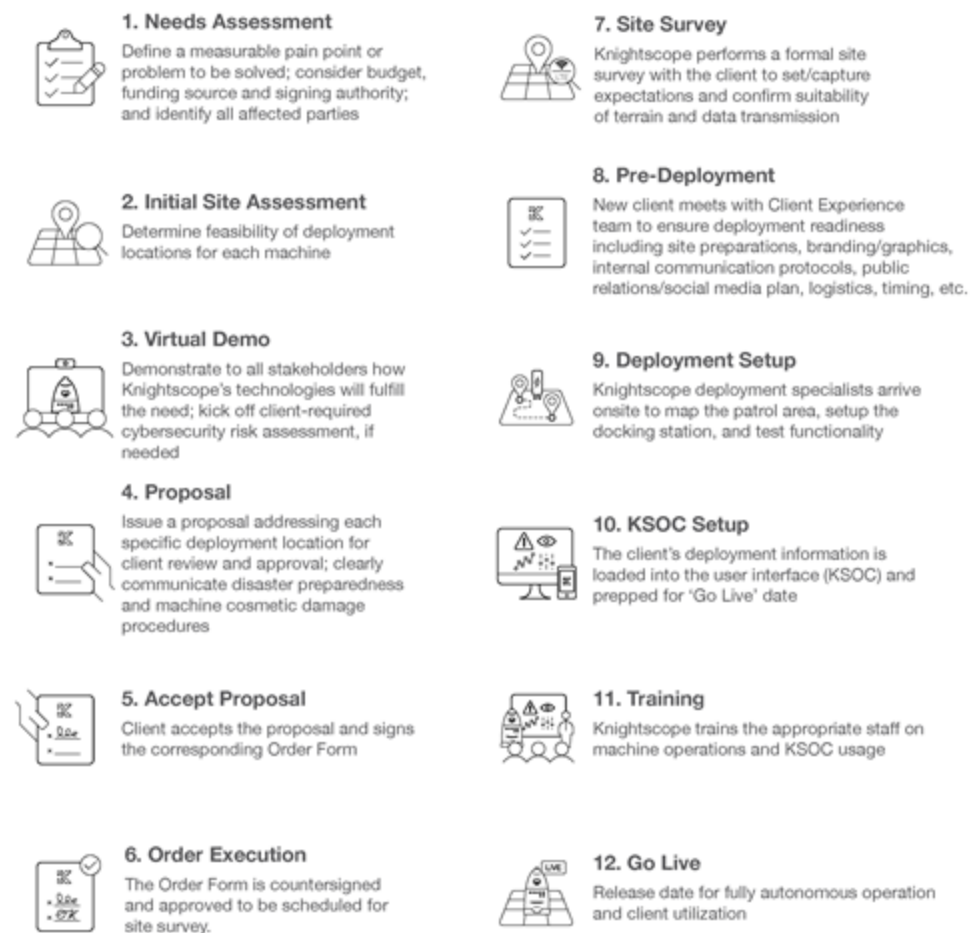 1. Needs Assessment
Define a measurable pain point or
problem to be solved; consider budget,
funding source and signing authority;
and identify all affected parties
2. Initial Site Assessment
Determine feasibility of deployment
locations for each machine
3. Virtual Demo
Demonstrate to all stakeholders how
Knightscope's technologies will fulfill
the need; kick off client-required
cybersecurity risk assessment, if
needed
4. Proposal
Issue a proposal addressing each
specific deployment location for
client review and approval; clearly
communicate disaster preparedness
and machine cosmetic damage
procedures
5. Accept Proposal
Client accepts the proposal and signs
the corresponding Order Form
6. Order Execution
The Order Form is countersigned
and approved to be scheduled for
site survey.
OK
7. Site Survey
Knightscope performs a formal site
survey with the client to set/capture
expectations and confirm suitability
of terrain and data transmission
8. Pre-Deployment
New client meets with Client Experience
team to ensure deployment readiness
including site preparations, branding/graphics,
internal communication protocols, public
relations/social media plan, logistics, timing, etc.
9. Deployment Setup
Knightscope deployment specialists arrive
onsite to map the patrol area, setup the
docking station, and test functionality
10. KSOC Setup
The client's deployment information is
loaded into the user interface (KSOC) and
prepped for 'Go Live' date
11. Training
Knightscope trains the appropriate staff on
machine operations and KSOC usage
12. Go Live
LIVE
Release date for fully autonomous operation
and client utilization